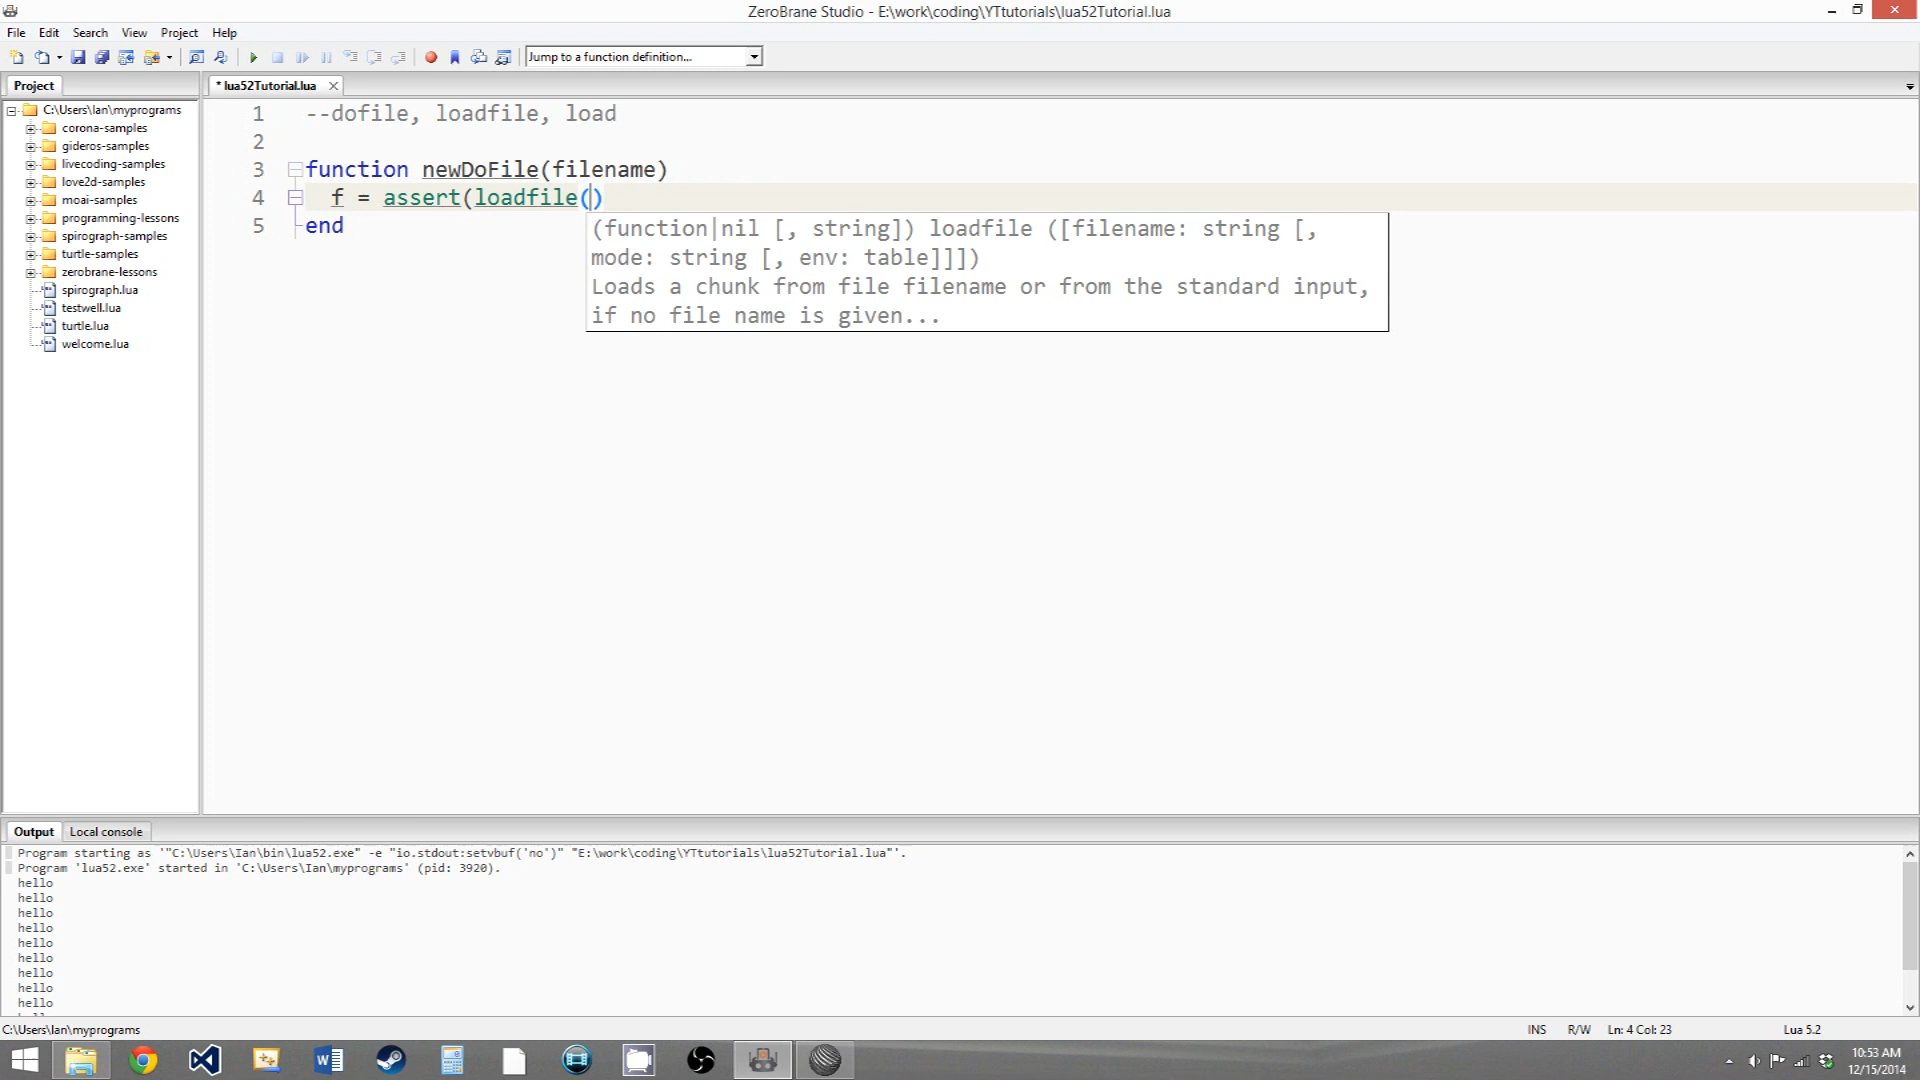 ZeroBrane Studio - E:\work\coding\YTtutorials\lua52Tutorial.lua
File Edit Search View Project Help
Jump to a function definition...
Project
* lua52Tutorial.lua
C:\Users\Ian\myprograms
corona-samples
gideros-samples
livecoding-samples
love2d-samples
moai-samples
programming-lessons
spirograph-samples
turtle-samples
zerobrane-lessons
spirograph.lua
testwell.lua
turtle.lua
welcome.lua
1 --dofile, loadfile, load
2
3 function newDoFile(filename)
4 f = assert(loadfile()
5 end
(function|nil [, string]) loadfile ([filename: string [,
mode: string [, env: table]]])
Loads a chunk from file filename or from the standard input,
if no file name is given...
Output Local console
Program starting as '"C:\Users\Ian\bin\lua52.exe" -e "io.stdout:setvbuf('no')" "E:\work\coding\YTtutorials\lua52Tutorial.lua"'.
Program 'lua52.exe' started in 'C:\Users\Ian\myprograms' (pid: 3920).
hello
hello
hello
hello
hello
hello
hello
hello
hello
C:\Users\Ian\myprograms INS R/W Ln: 4 Col: 23 Lua 5.2
10:53 AM
12/15/2014